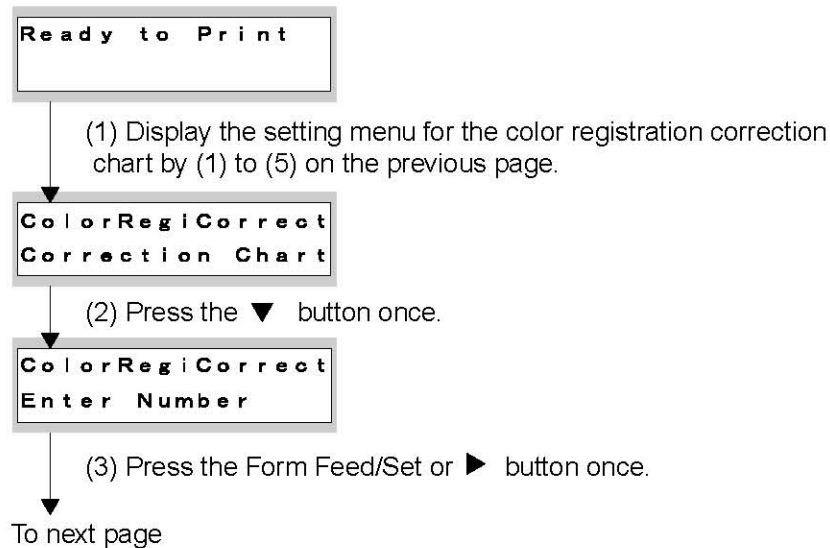 Ready to Print
(1) Display the setting menu for the color registration correction
chart by (1) to (5) on the previous page.
ColorRegiCorrect
Correction Chart
(2) Press the ▼ button once.
ColorRegiCorrect
Enter Number
(3) Press the Form Feed/Set or ▶ button once.
To next page